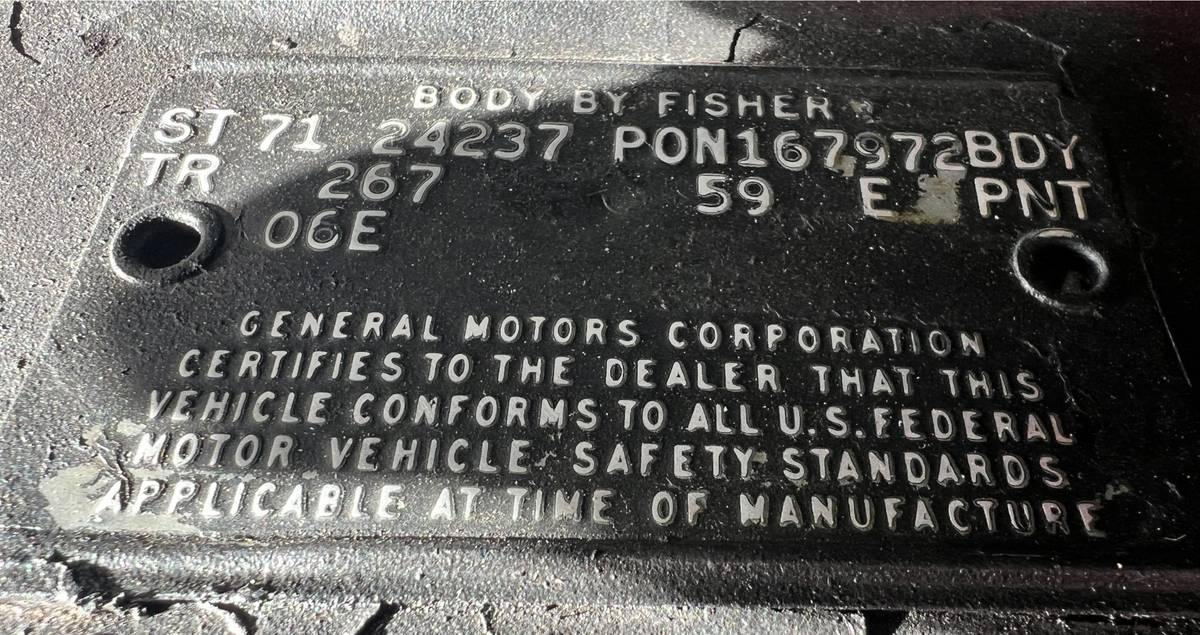 BODY BY FISHER
ST 71 24237 PON167972BDY
TR 267 59 E PNT
06E
GENERAL MOTORS CORPORATION
CERTIFIES TO THE DEALER THAT THIS
VEHICLE CONFORMS TO ALL U.S. FEDERAL
MOTOR VEHICLE SAFETY STANDARDS
APPLICABLE AT TIME OF MANUFACTURE